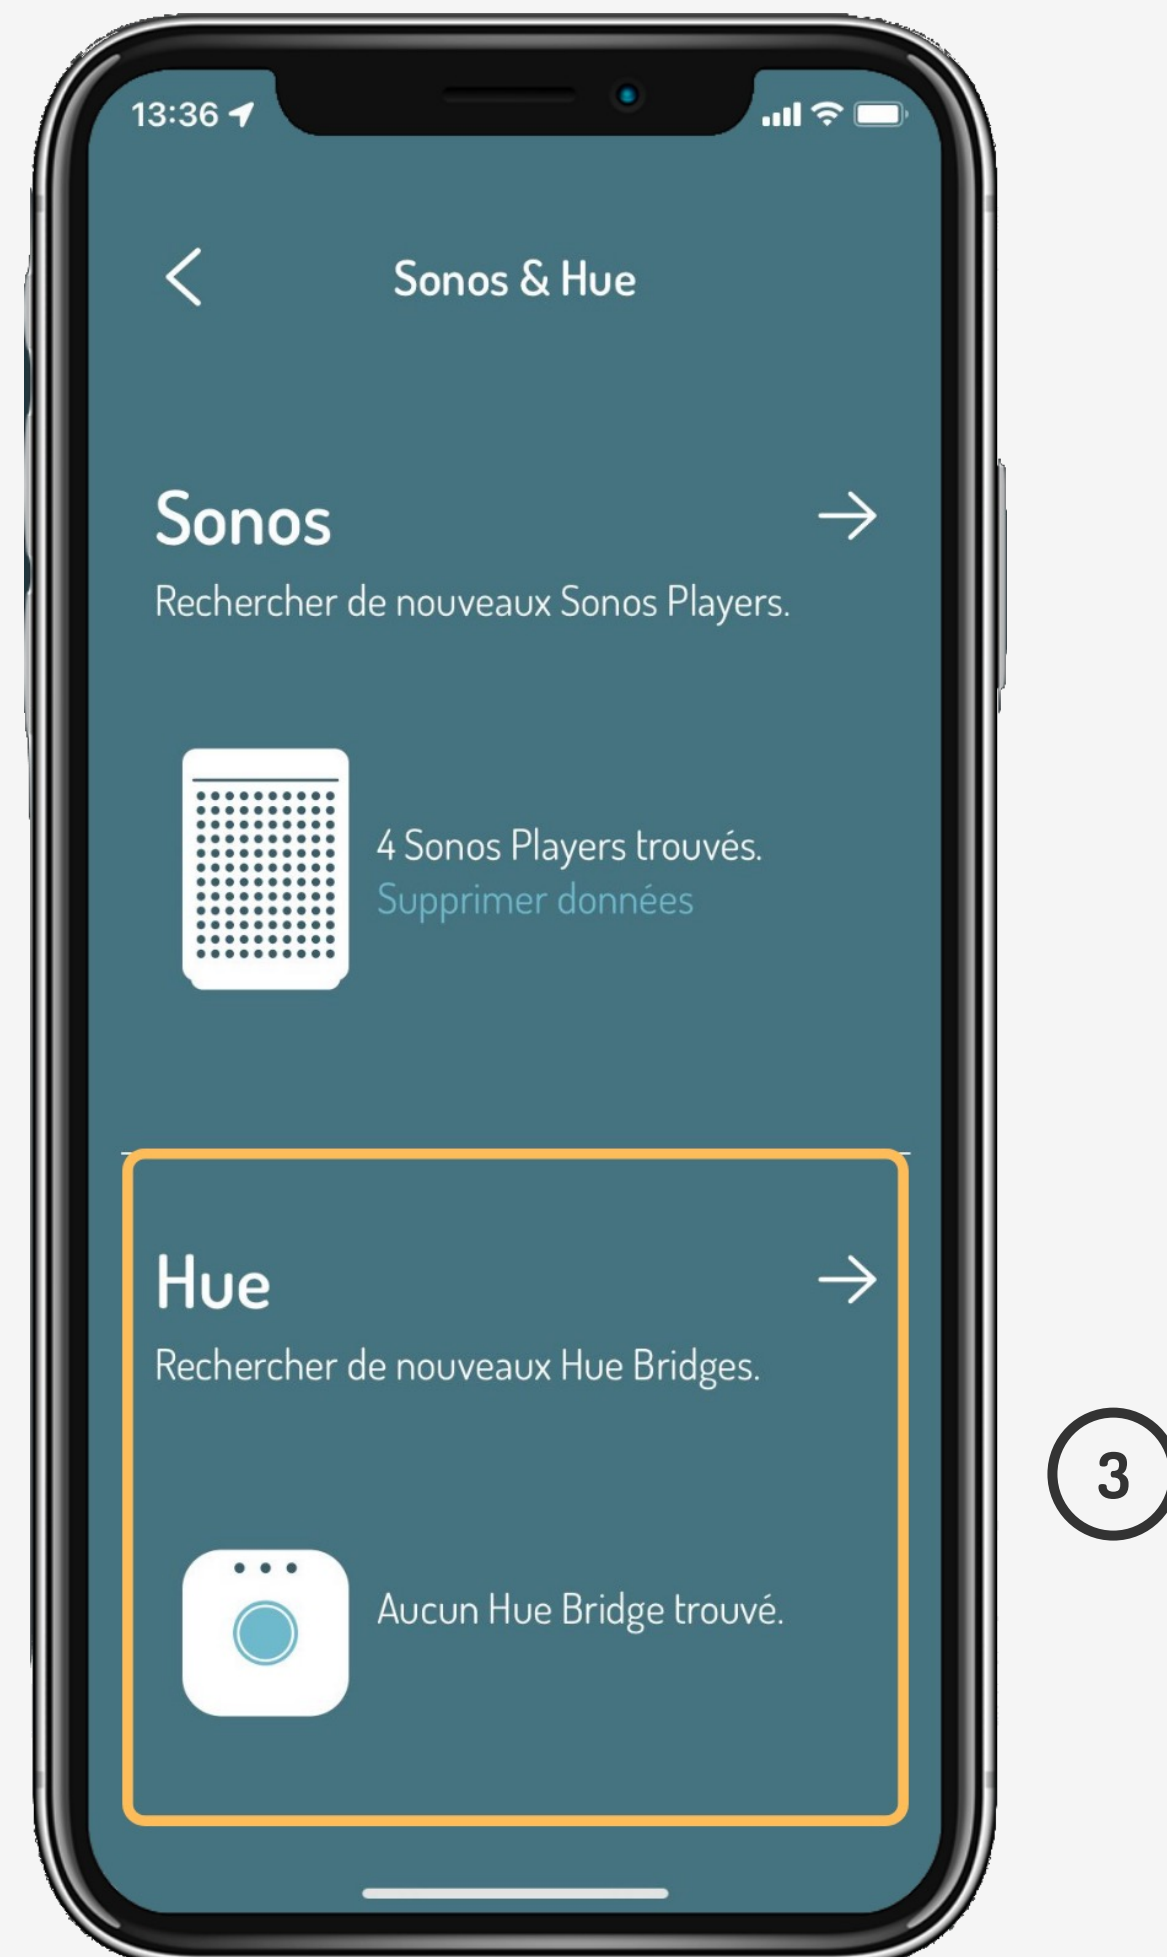 13:36
Sonos & Hue
Sonos
Rechercher de nouveaux Sonos Players.
4 Sonos Players trouvés.
Supprimer données
Hue
Rechercher de nouveaux Hue Bridges.
Aucun Hue Bridge trouvé.
3